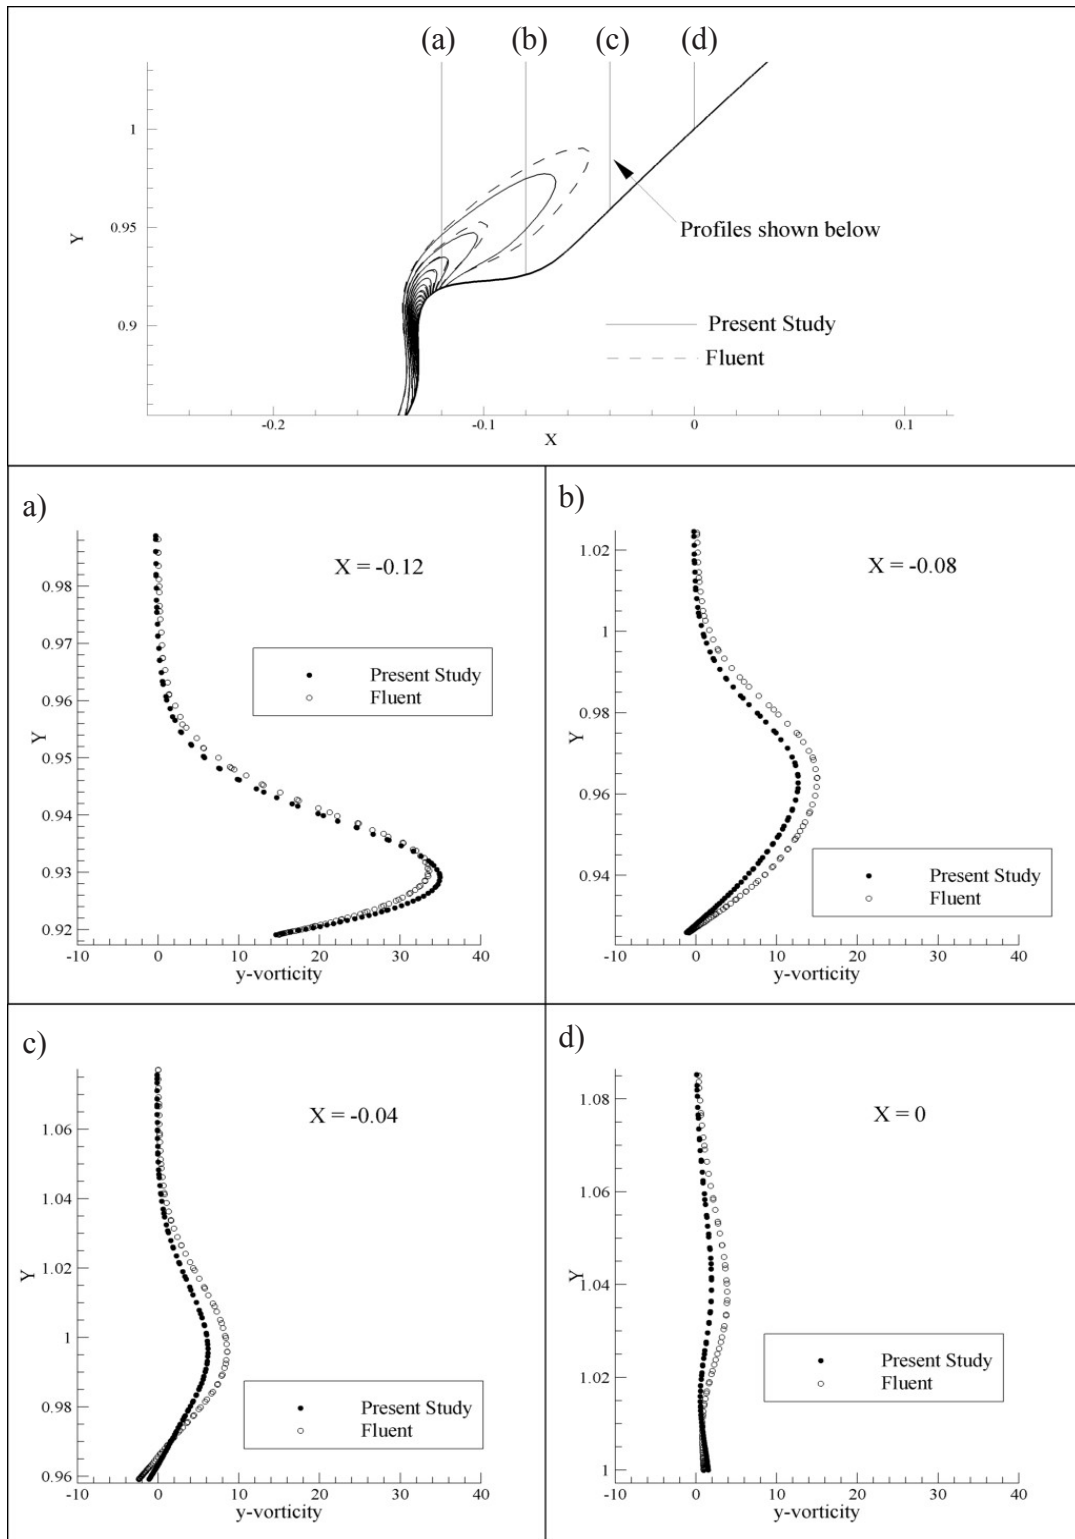 (a) (b) (c) (d)
1
0.95
Y
Profiles shown below
0.9
Present Study
Fluent
-0.2 -0.1 0 0.1
X
a)
X = -0.12
0.98
0.97
Present Study
Fluent
0.96
Y
0.95
0.94
0.93
0.92
-10 0 10 20 30 40
y-vorticity
b)
1.02
X = -0.08
1
0.98
Y
0.96
Present Study
Fluent
0.94
-10 0 10 20 30 40
y-vorticity
c)
X = -0.04
1.06
1.04
1.02
Y
1
0.98
Present Study
Fluent
0.96
-10 0 10 20 30 40
y-vorticity
d)
1.08
X = 0
1.06
1.04
Y
Present Study
Fluent
1.02
1
-10 0 10 20 30 40
y-vorticity